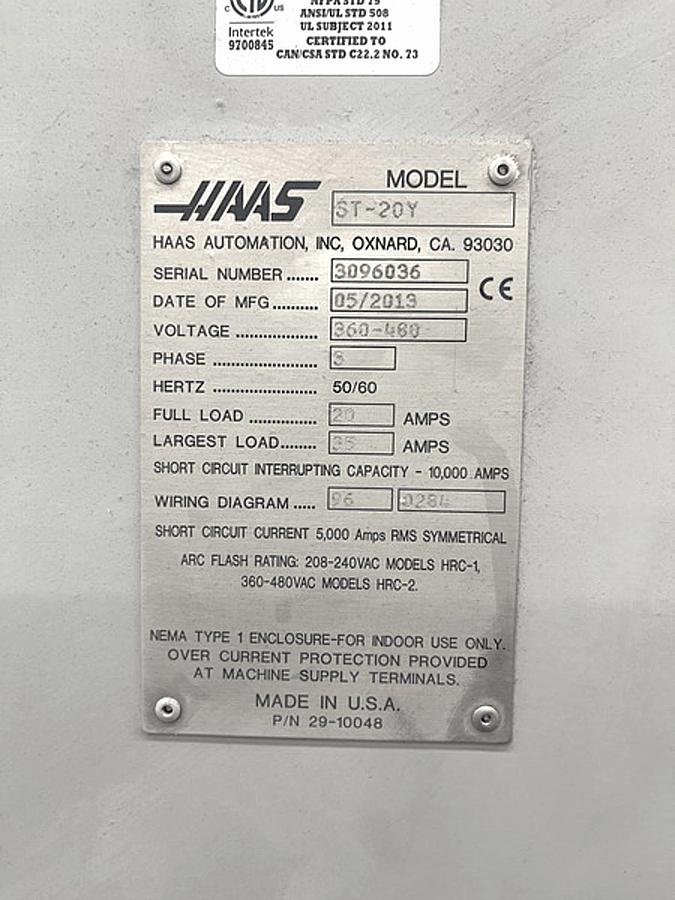 NFPA STD 79
C US
ANSI/UL STD 508
UL SUBJECT 2011
Intertek
9700845
CERTIFIED TO
CAN/CSA STD C22.2 NO. 73
HAAS
MODEL
ST-20Y
HAAS AUTOMATION, INC, OXNARD, CA. 93030
SERIAL NUMBER ....... 3096036
CE
DATE OF MFG.......... 05/2013
VOLTAGE .................. 360-480
PHASE ....................... 3
HERTZ ....................... 50/60
FULL LOAD ............... 20 AMPS
LARGEST LOAD........ 35 AMPS
SHORT CIRCUIT INTERRUPTING CAPACITY - 10,000 AMPS
WIRING DIAGRAM ..... 96
SHORT CIRCUIT CURRENT 5,000 Amps RMS SYMMETRICAL
ARC FLASH RATING: 208-240VAC MODELS HRC-1,
360-480VAC MODELS HRC-2.
NEMA TYPE 1 ENCLOSURE-FOR INDOOR USE ONLY.
OVER CURRENT PROTECTION PROVIDED
AT MACHINE SUPPLY TERMINALS.
MADE IN U.S.A.
P/N 29-10048